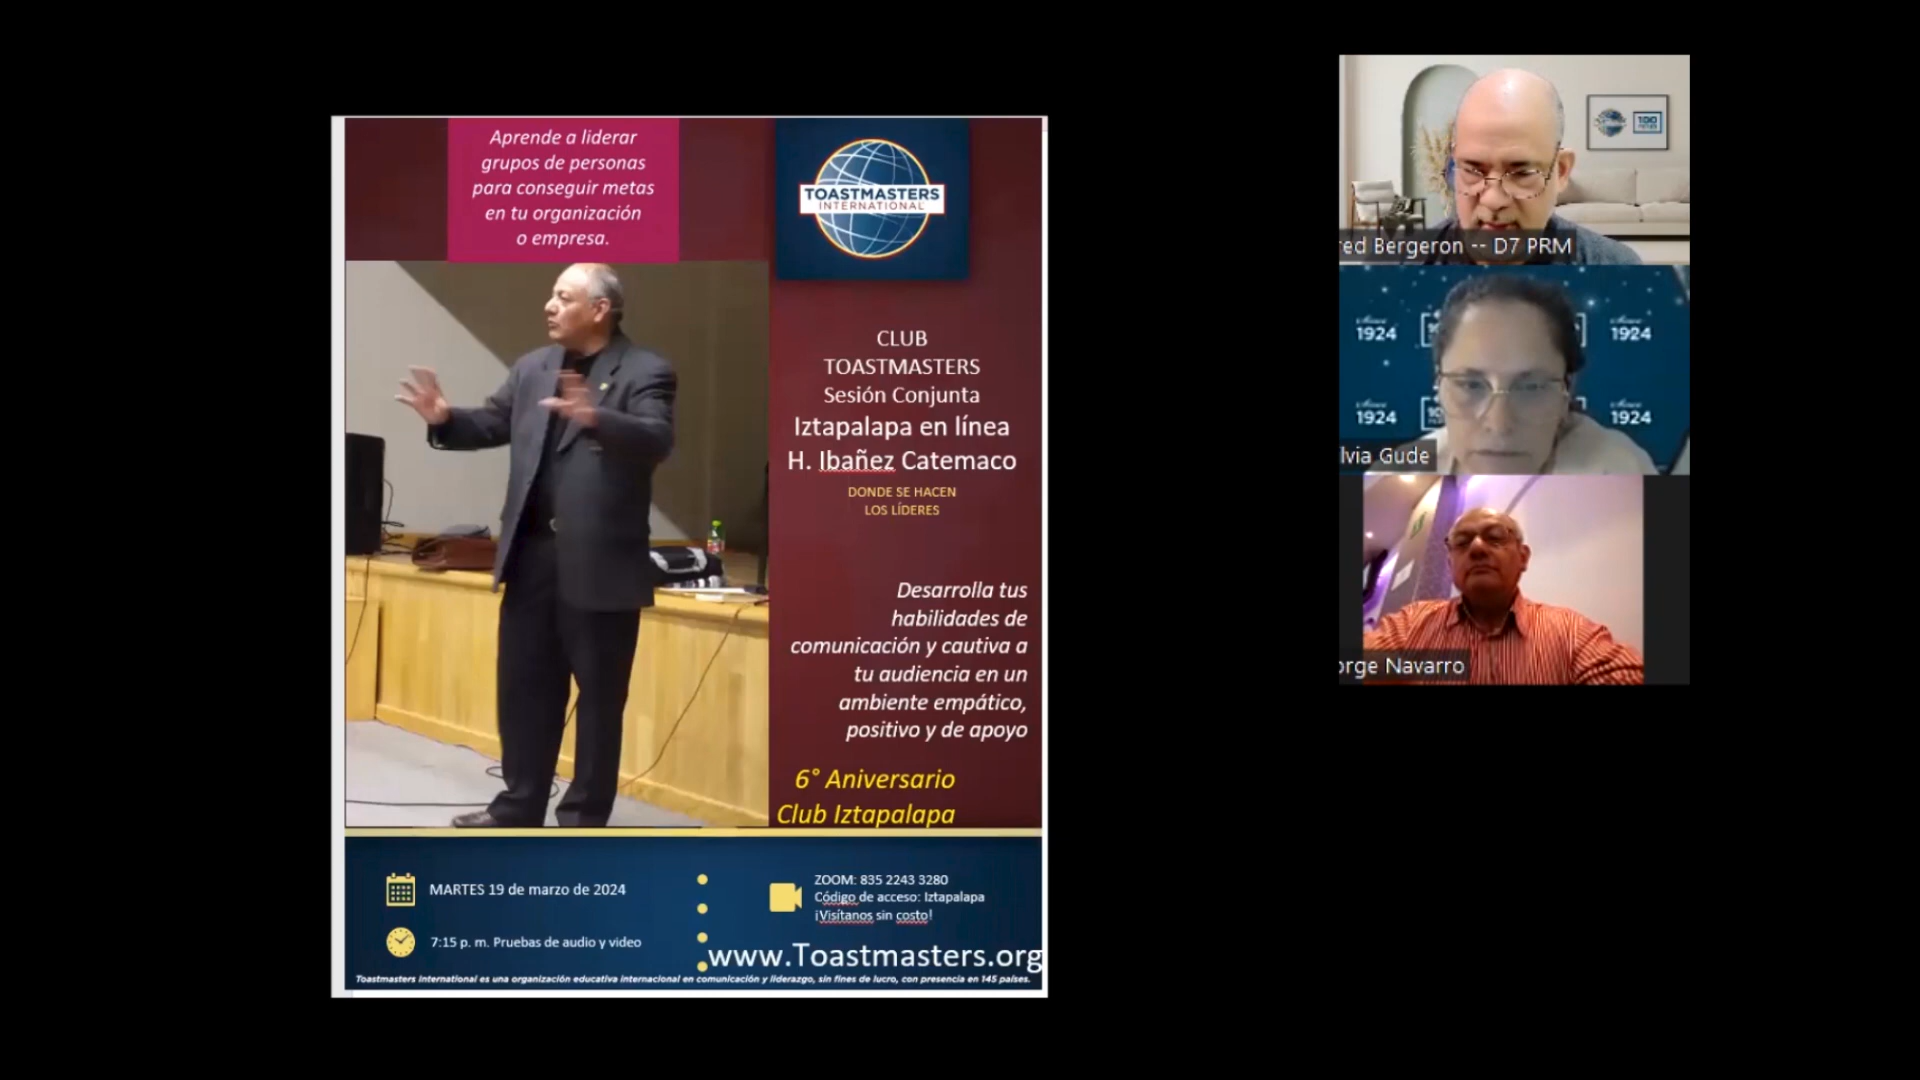 Aprende a liderar
grupos de personas
para conseguir metas
en tu organización
o empresa.
TOASTMASTERS
INTERNATIONAL
CLUB
TOASTMASTERS
Sesión Conjunta
Iztapalapa en línea
H. Ibañez Catemaco
DONDE SE HACEN
LOS LÍDERES
Desarrolla tus
habilidades de
comunicación y cautiva a
tu audiencia en un
ambiente empático,
positivo y de apoyo
6° Aniversario
Club Iztapalapa
MARTES 19 de marzo de 2024
7:15 p. m. Pruebas de audio y video
ZOOM: 835 2243 3280
Código de acceso: Iztapalapa
¡Visítanos sin costo!
www.Toastmasters.org
Toastmasters International es una organización educativa internacional en comunicación y liderazgo, sin fines de lucro, con presencia en 145 países.
100
red Bergeron -- D7 PRM
Since
1924
Since
1924
1924
1924
lvia Gude
orge Navarro